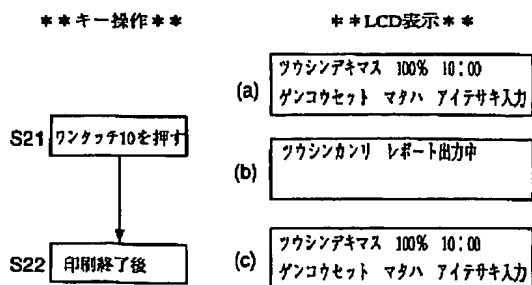 ＊＊キー操作＊＊
＊＊LCD表示＊＊
(a)
ツウシンデキマス 100% 10:00
ゲンコウセット マタハ アイテサキ入力
S21 ワンタッチ10を押す
(b)
ツウシンカンリ レポート出力中
S22 印刷終了後
(c)
ツウシンデキマス 100% 10:00
ゲンコウセット マタハ アイテサキ入力